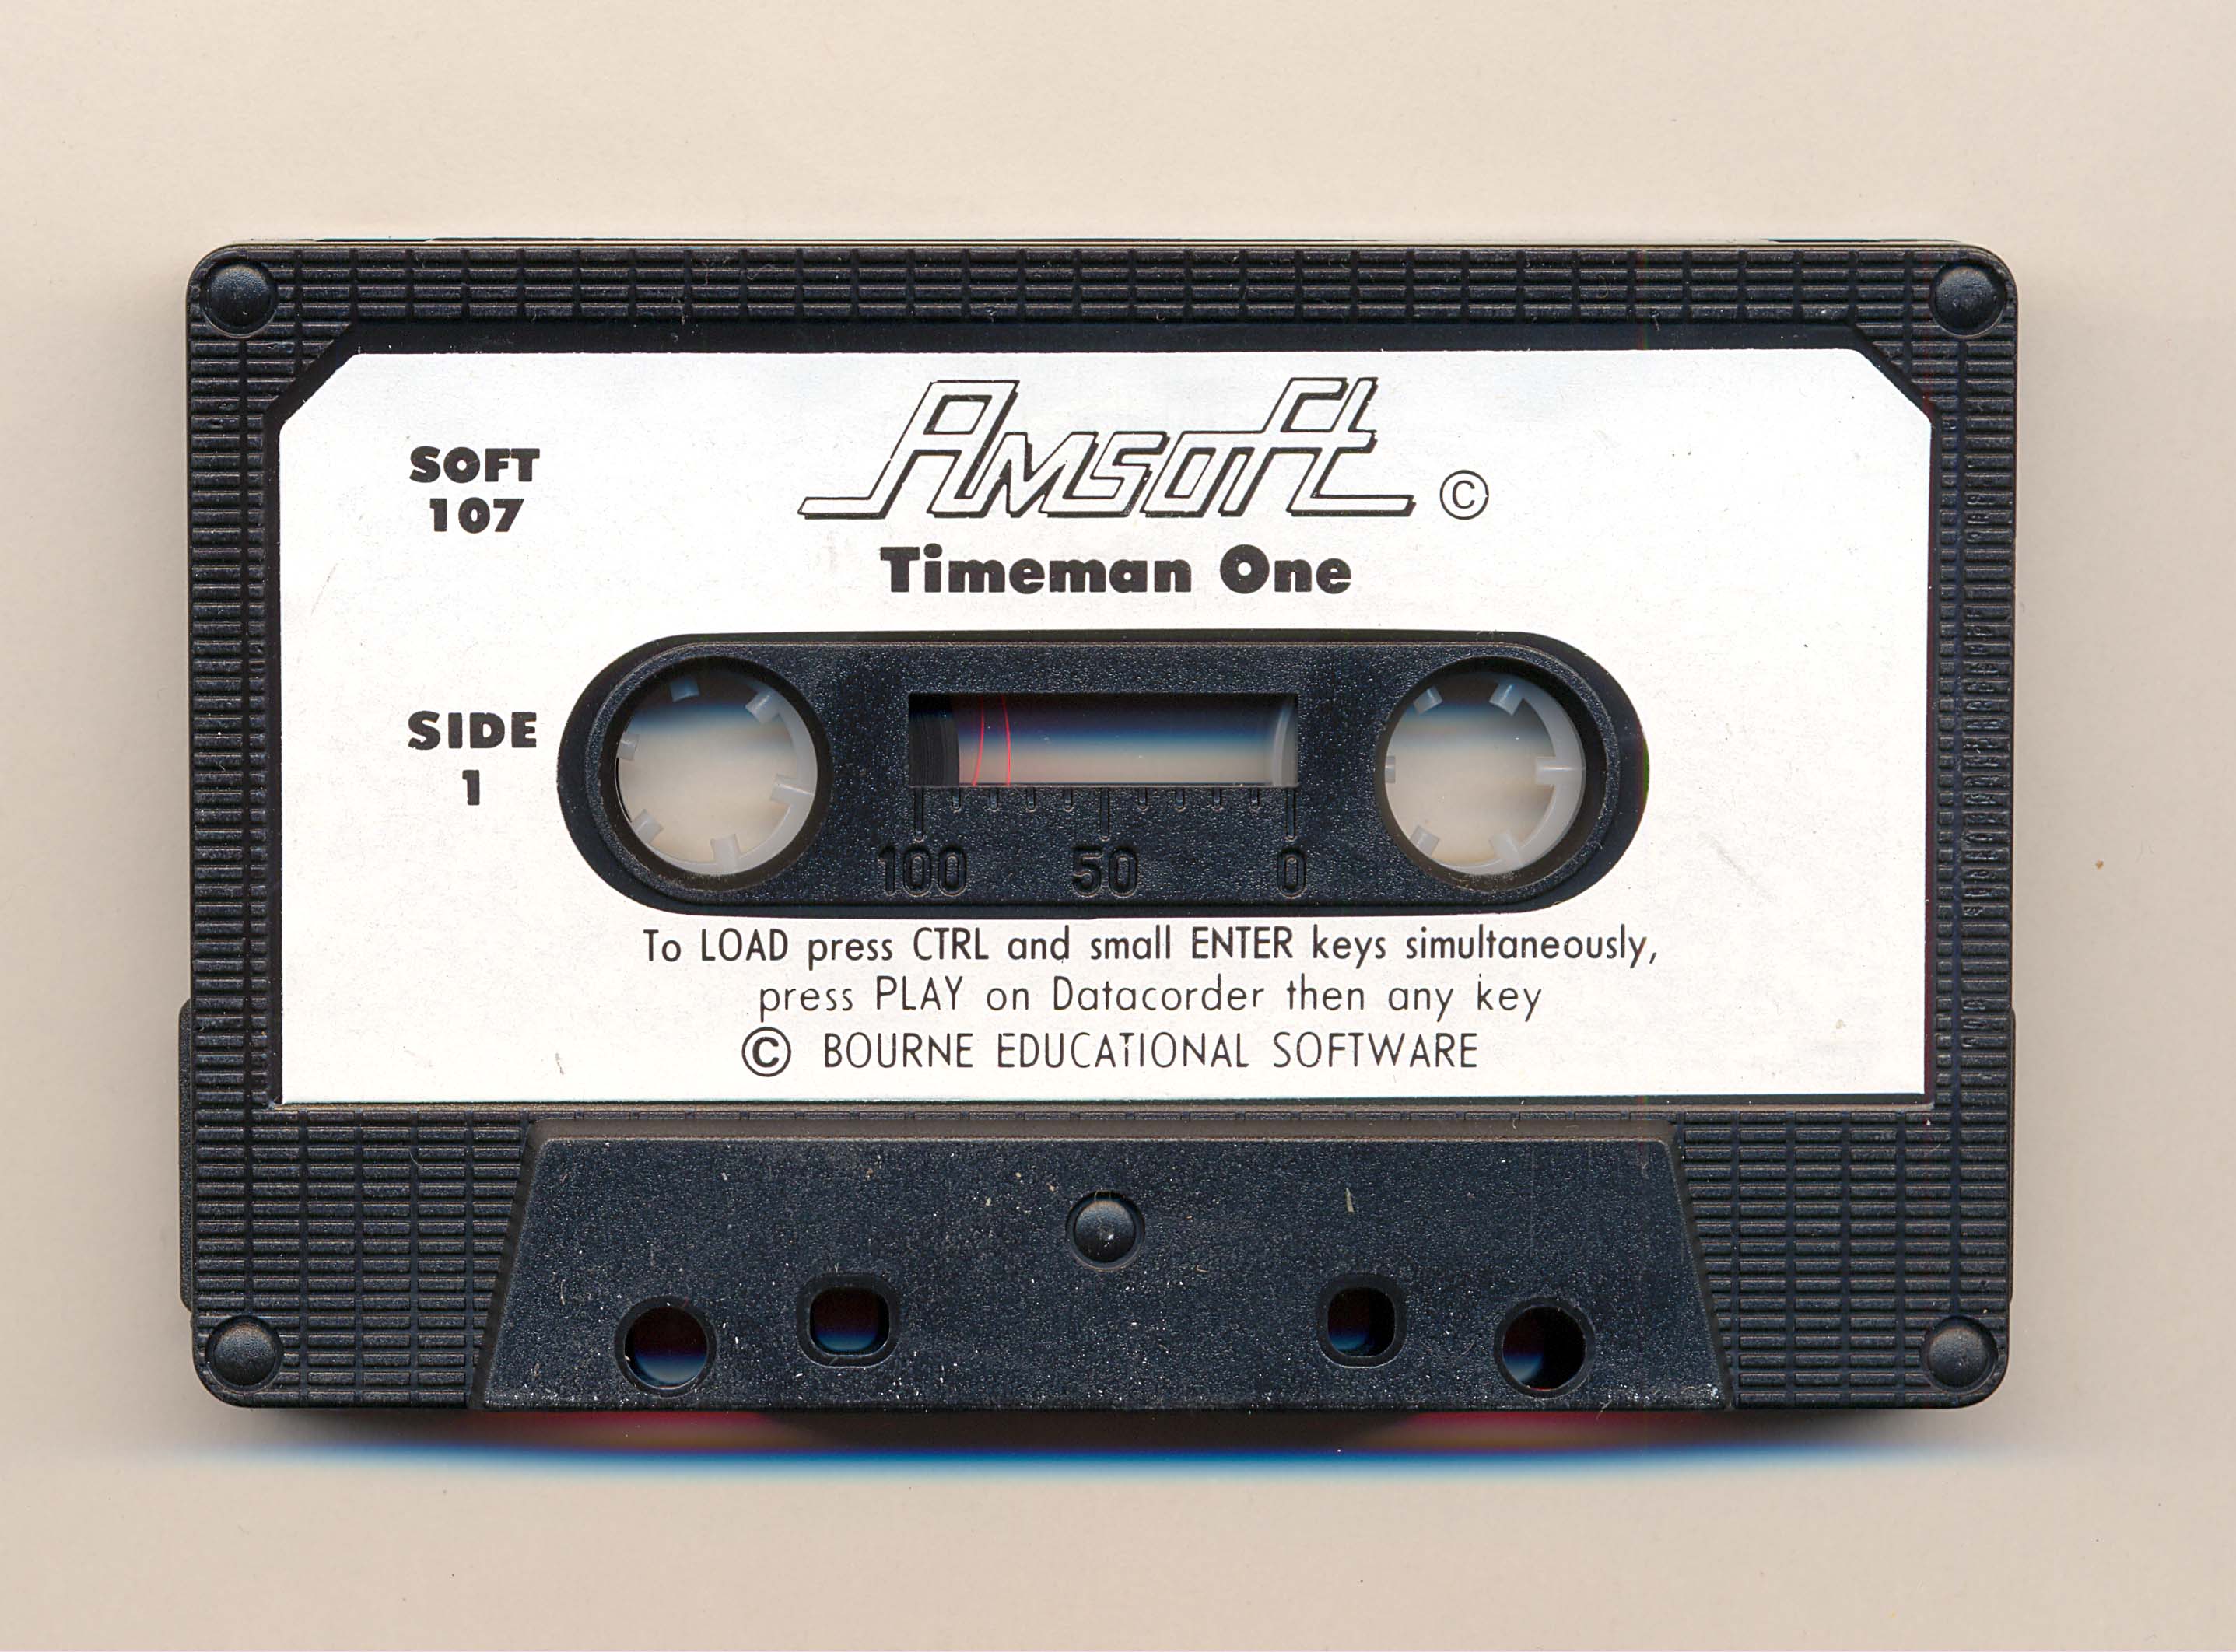 Amsoft ©
SOFT
107
Timeman One
SIDE
1
100 50 0
To LOAD press CTRL and small ENTER keys simultaneously,
press PLAY on Datacorder then any key
© BOURNE EDUCATIONAL SOFTWARE